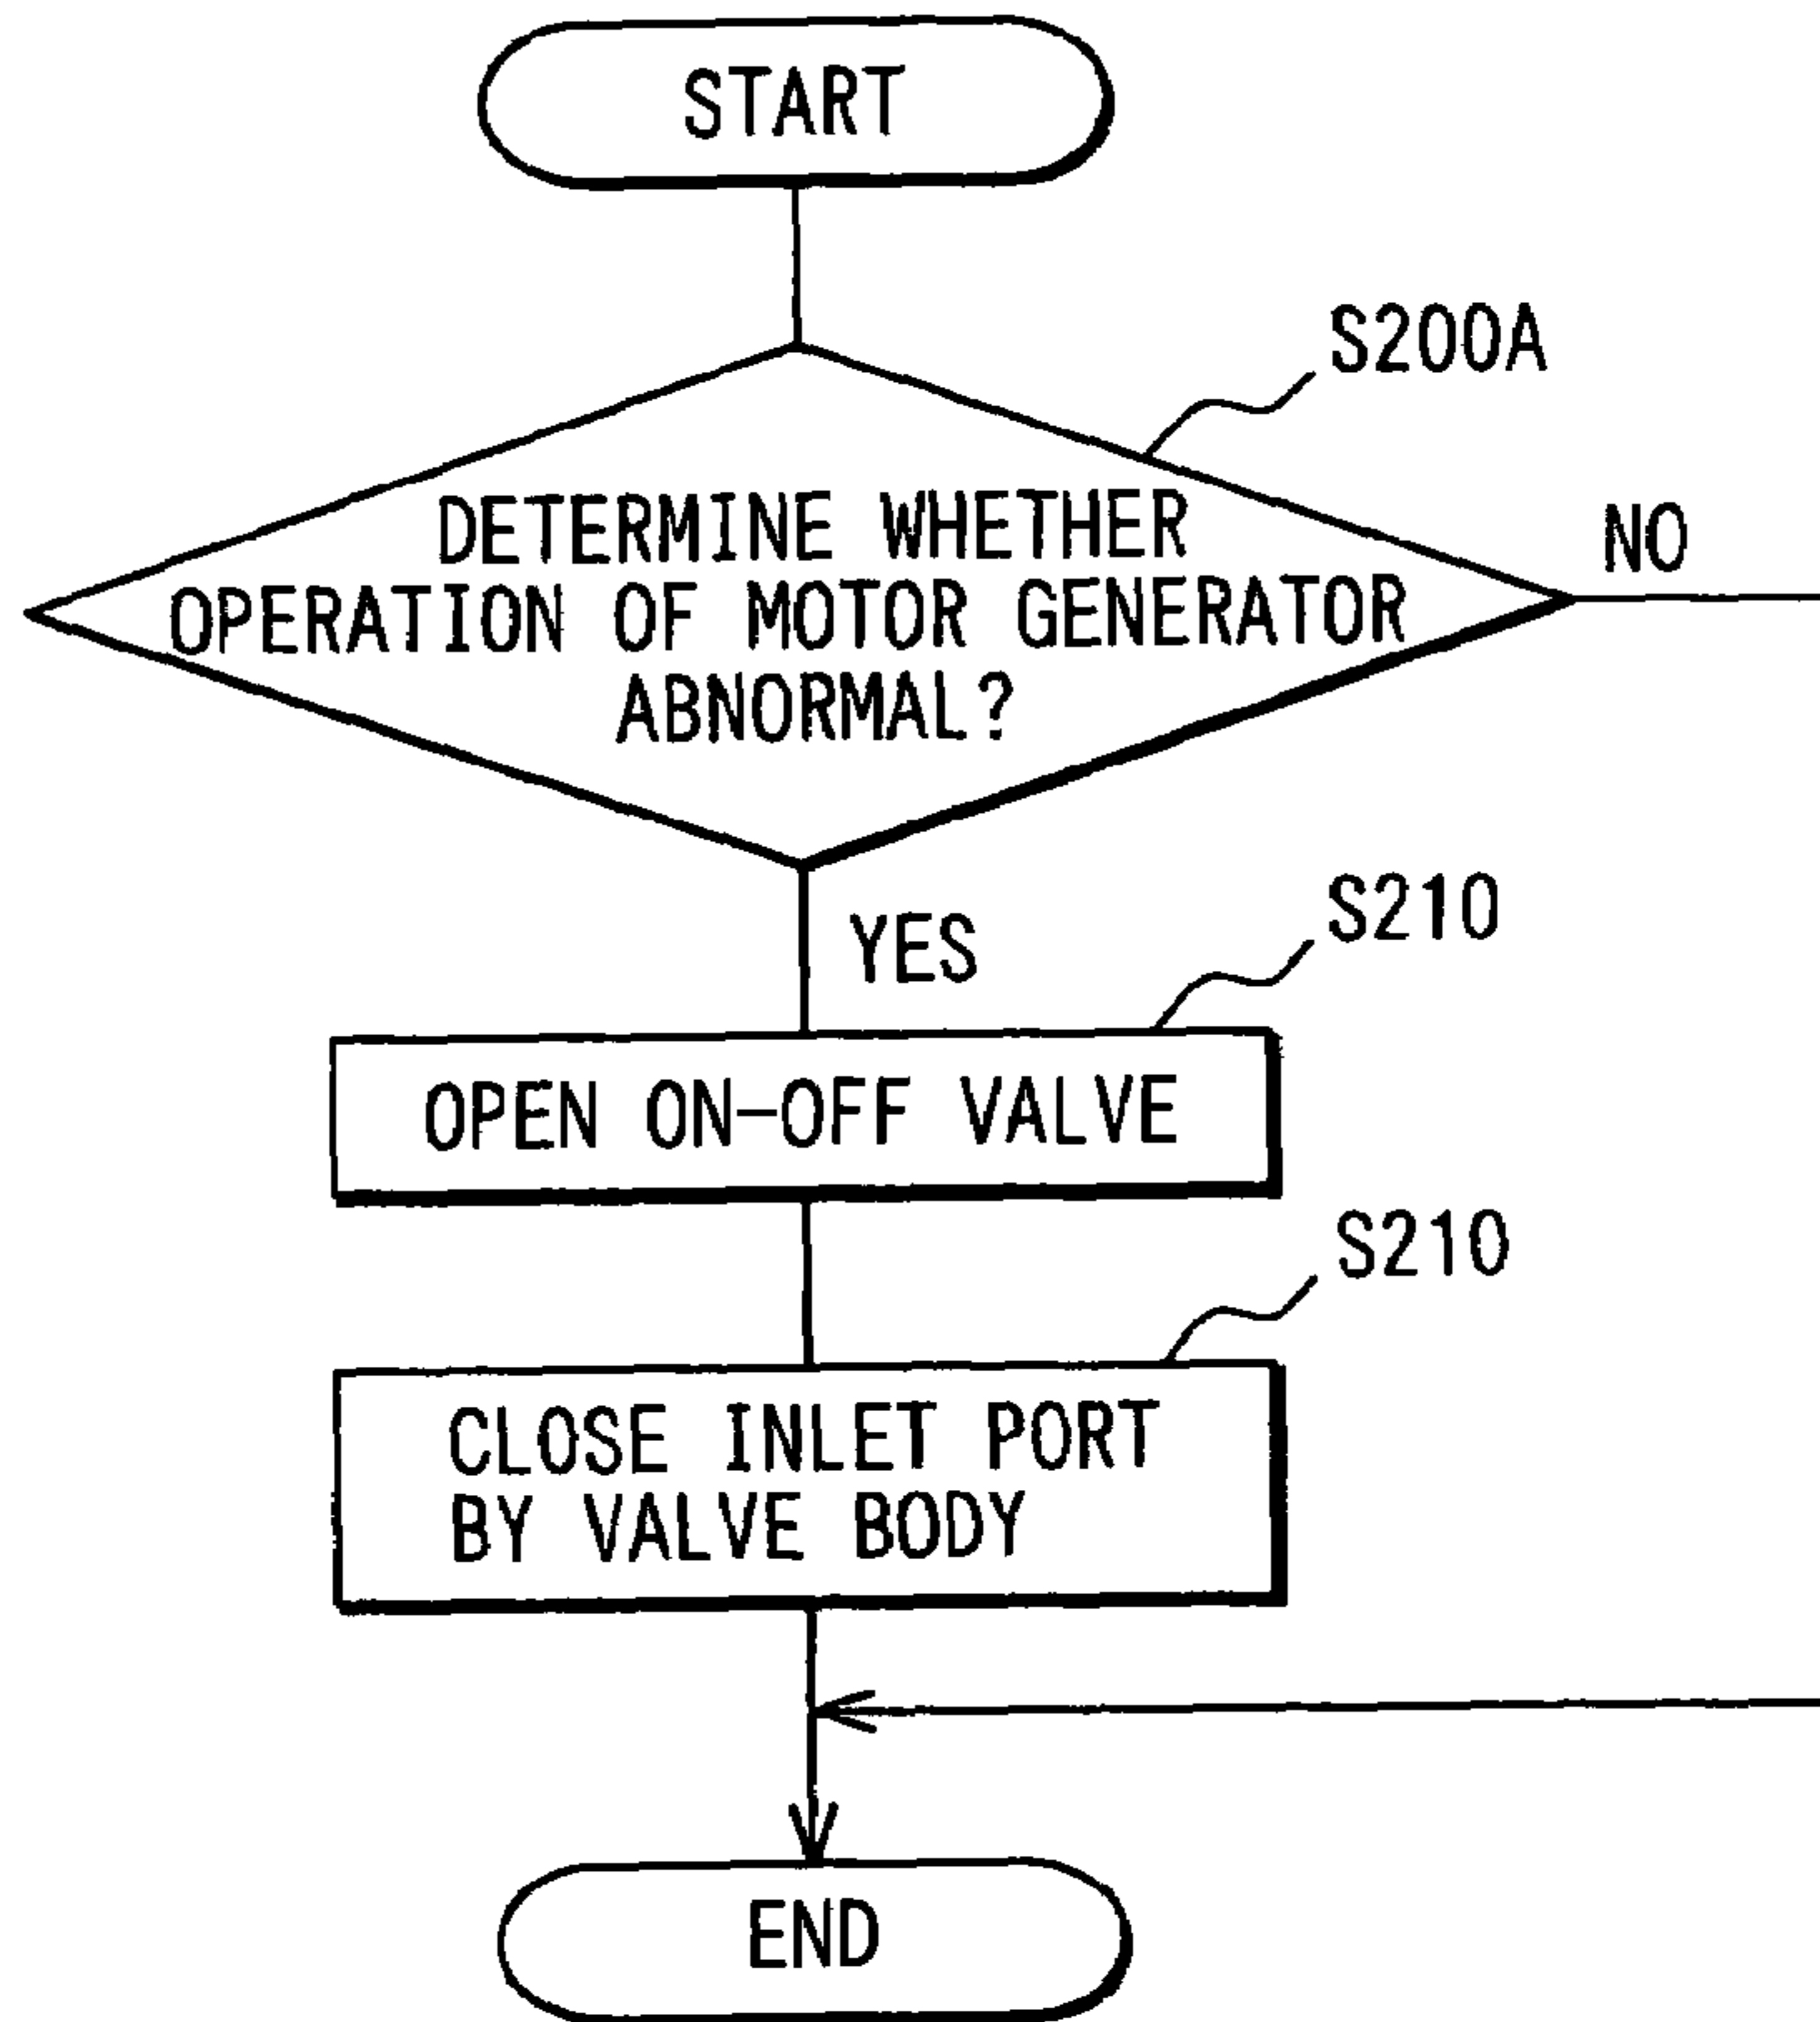 START
S200A
DETERMINE WHETHER
OPERATION OF MOTOR GENERATOR
ABNORMAL?
NO
YES
S210
OPEN ON-OFF VALVE
S210
CLOSE INLET PORT
BY VALVE BODY
END